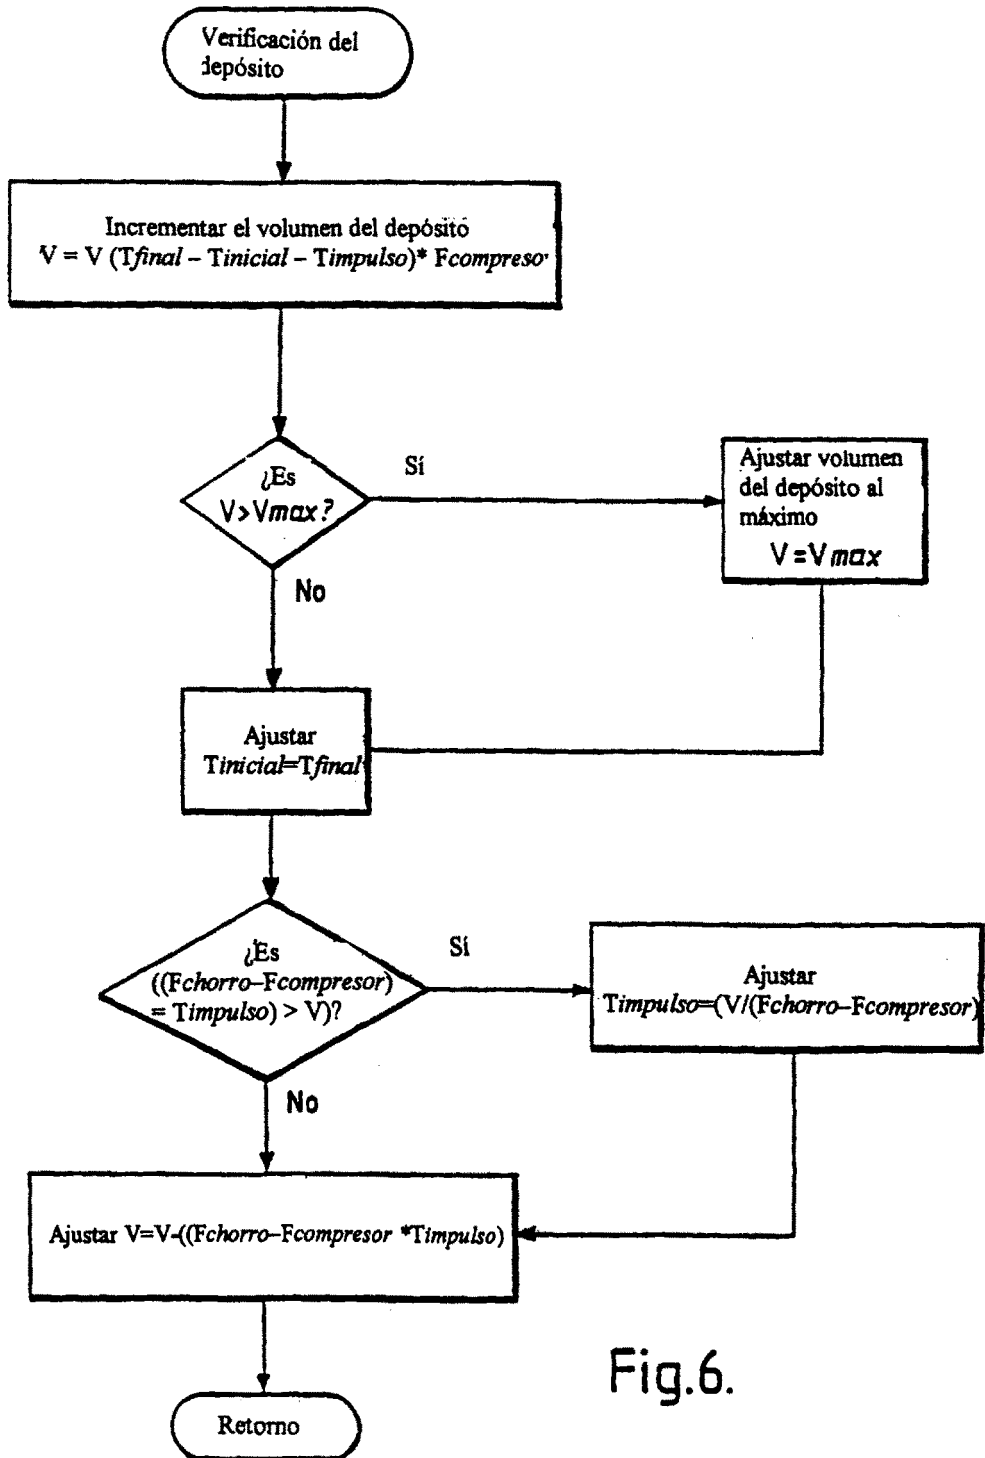 Verificación del
depósito
Incrementar el volumen del depósito
V = V (Tfinal – Tinicial – Timpulso)* Fcompreso
¿Es
V>Vmax?
Sí
Ajustar volumen
del depósito al
máximo
V=Vmax
No
Ajustar
Tinicial=Tfinal
¿Es
((Fchorro–Fcompresor)
= Timpulso) > V)?
Sí
Ajustar
Timpulso=(V/(Fchorro–Fcompresor)
No
Ajustar V=V-((Fchorro–Fcompresor *Timpulso)
Retorno
Fig.6.